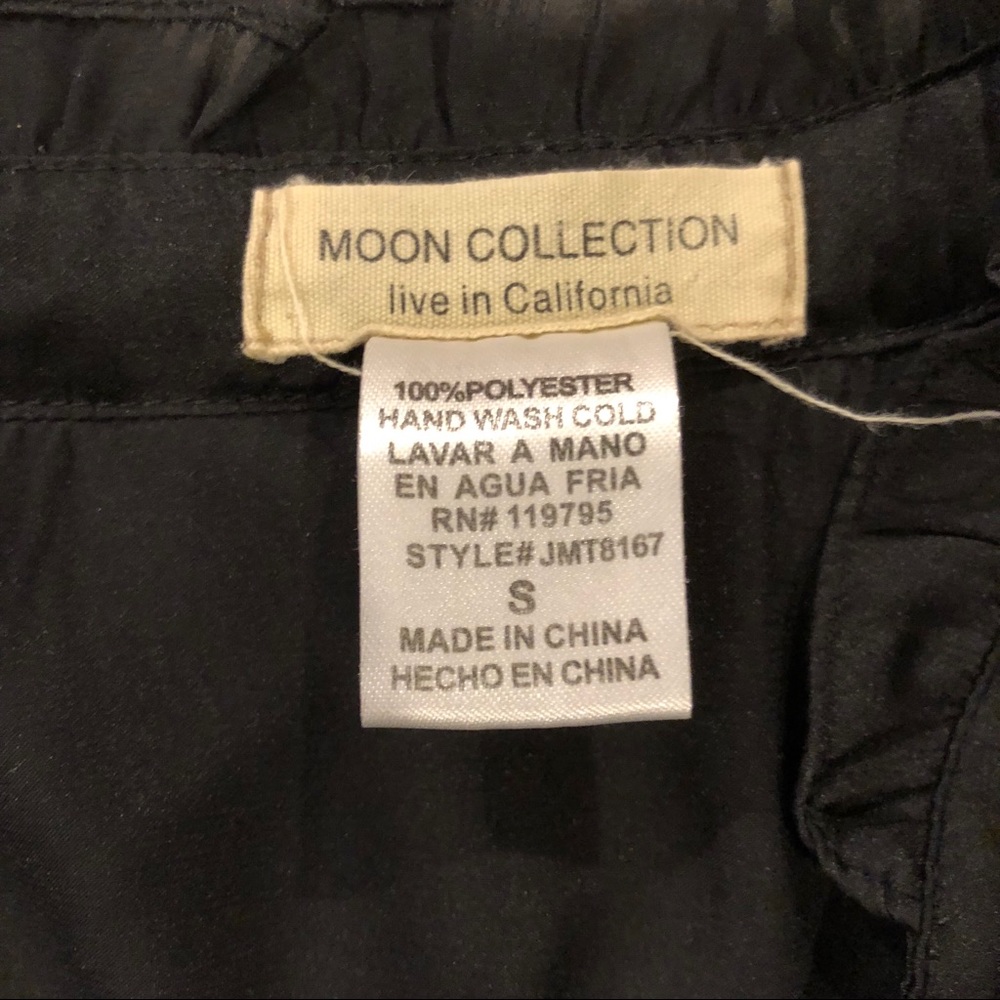 MOON COLLECTION
live in California
100%POLYESTER
HAND WASH COLD
LAVAR A MANO
EN AGUA FRIA
RN# 119795
STYLE# JMT8167
S
MADE IN CHINA
HECHO EN CHINA